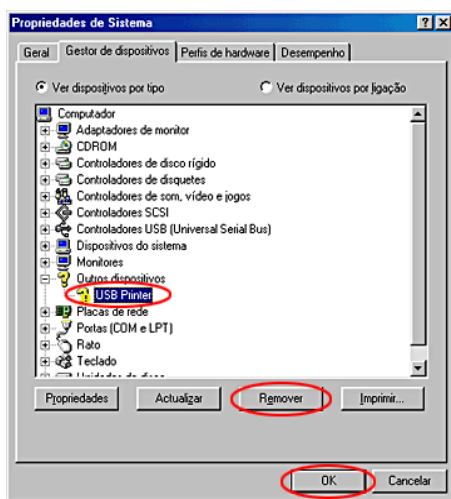 Propriedades de Sistema
Geral Gestor de dispositivos Perfis de hardware Desempenho
Ver dispositivos por tipo Ver dispositivos por ligação
Computador
Adaptadores de monitor
CDROM
Controladores de disco rígido
Controladores de disquetes
Controladores de som, vídeo e jogos
Controladores SCSI
Controladores USB (Universal Serial Bus)
Dispositivos do sistema
Monitores
Outros dispositivos
USB Printer
Placas de rede
Portas (COM e LPT)
Rato
Teclado
Unidades de disco
Propriedades Actualizar Remover Imprimir...
OK Cancelar